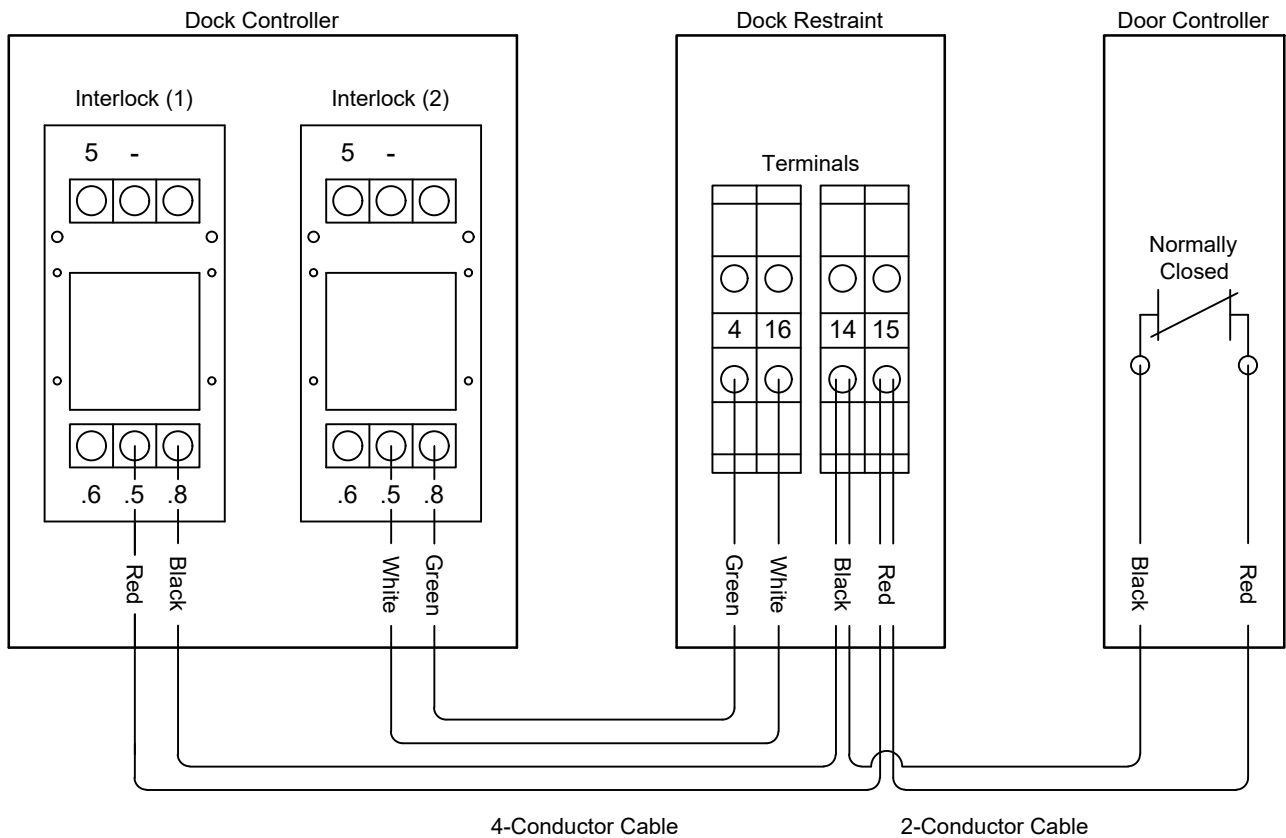 Dock Controller
Dock Restraint
Door Controller
Interlock (1)
Interlock (2)
5 -
5 -
Terminals
Normally
Closed
4 16 14 15
.6 .5 .8
.6 .5 .8
Red
Black
White
Green
Green
White
Black
Red
Black
Red
4-Conductor Cable
2-Conductor Cable